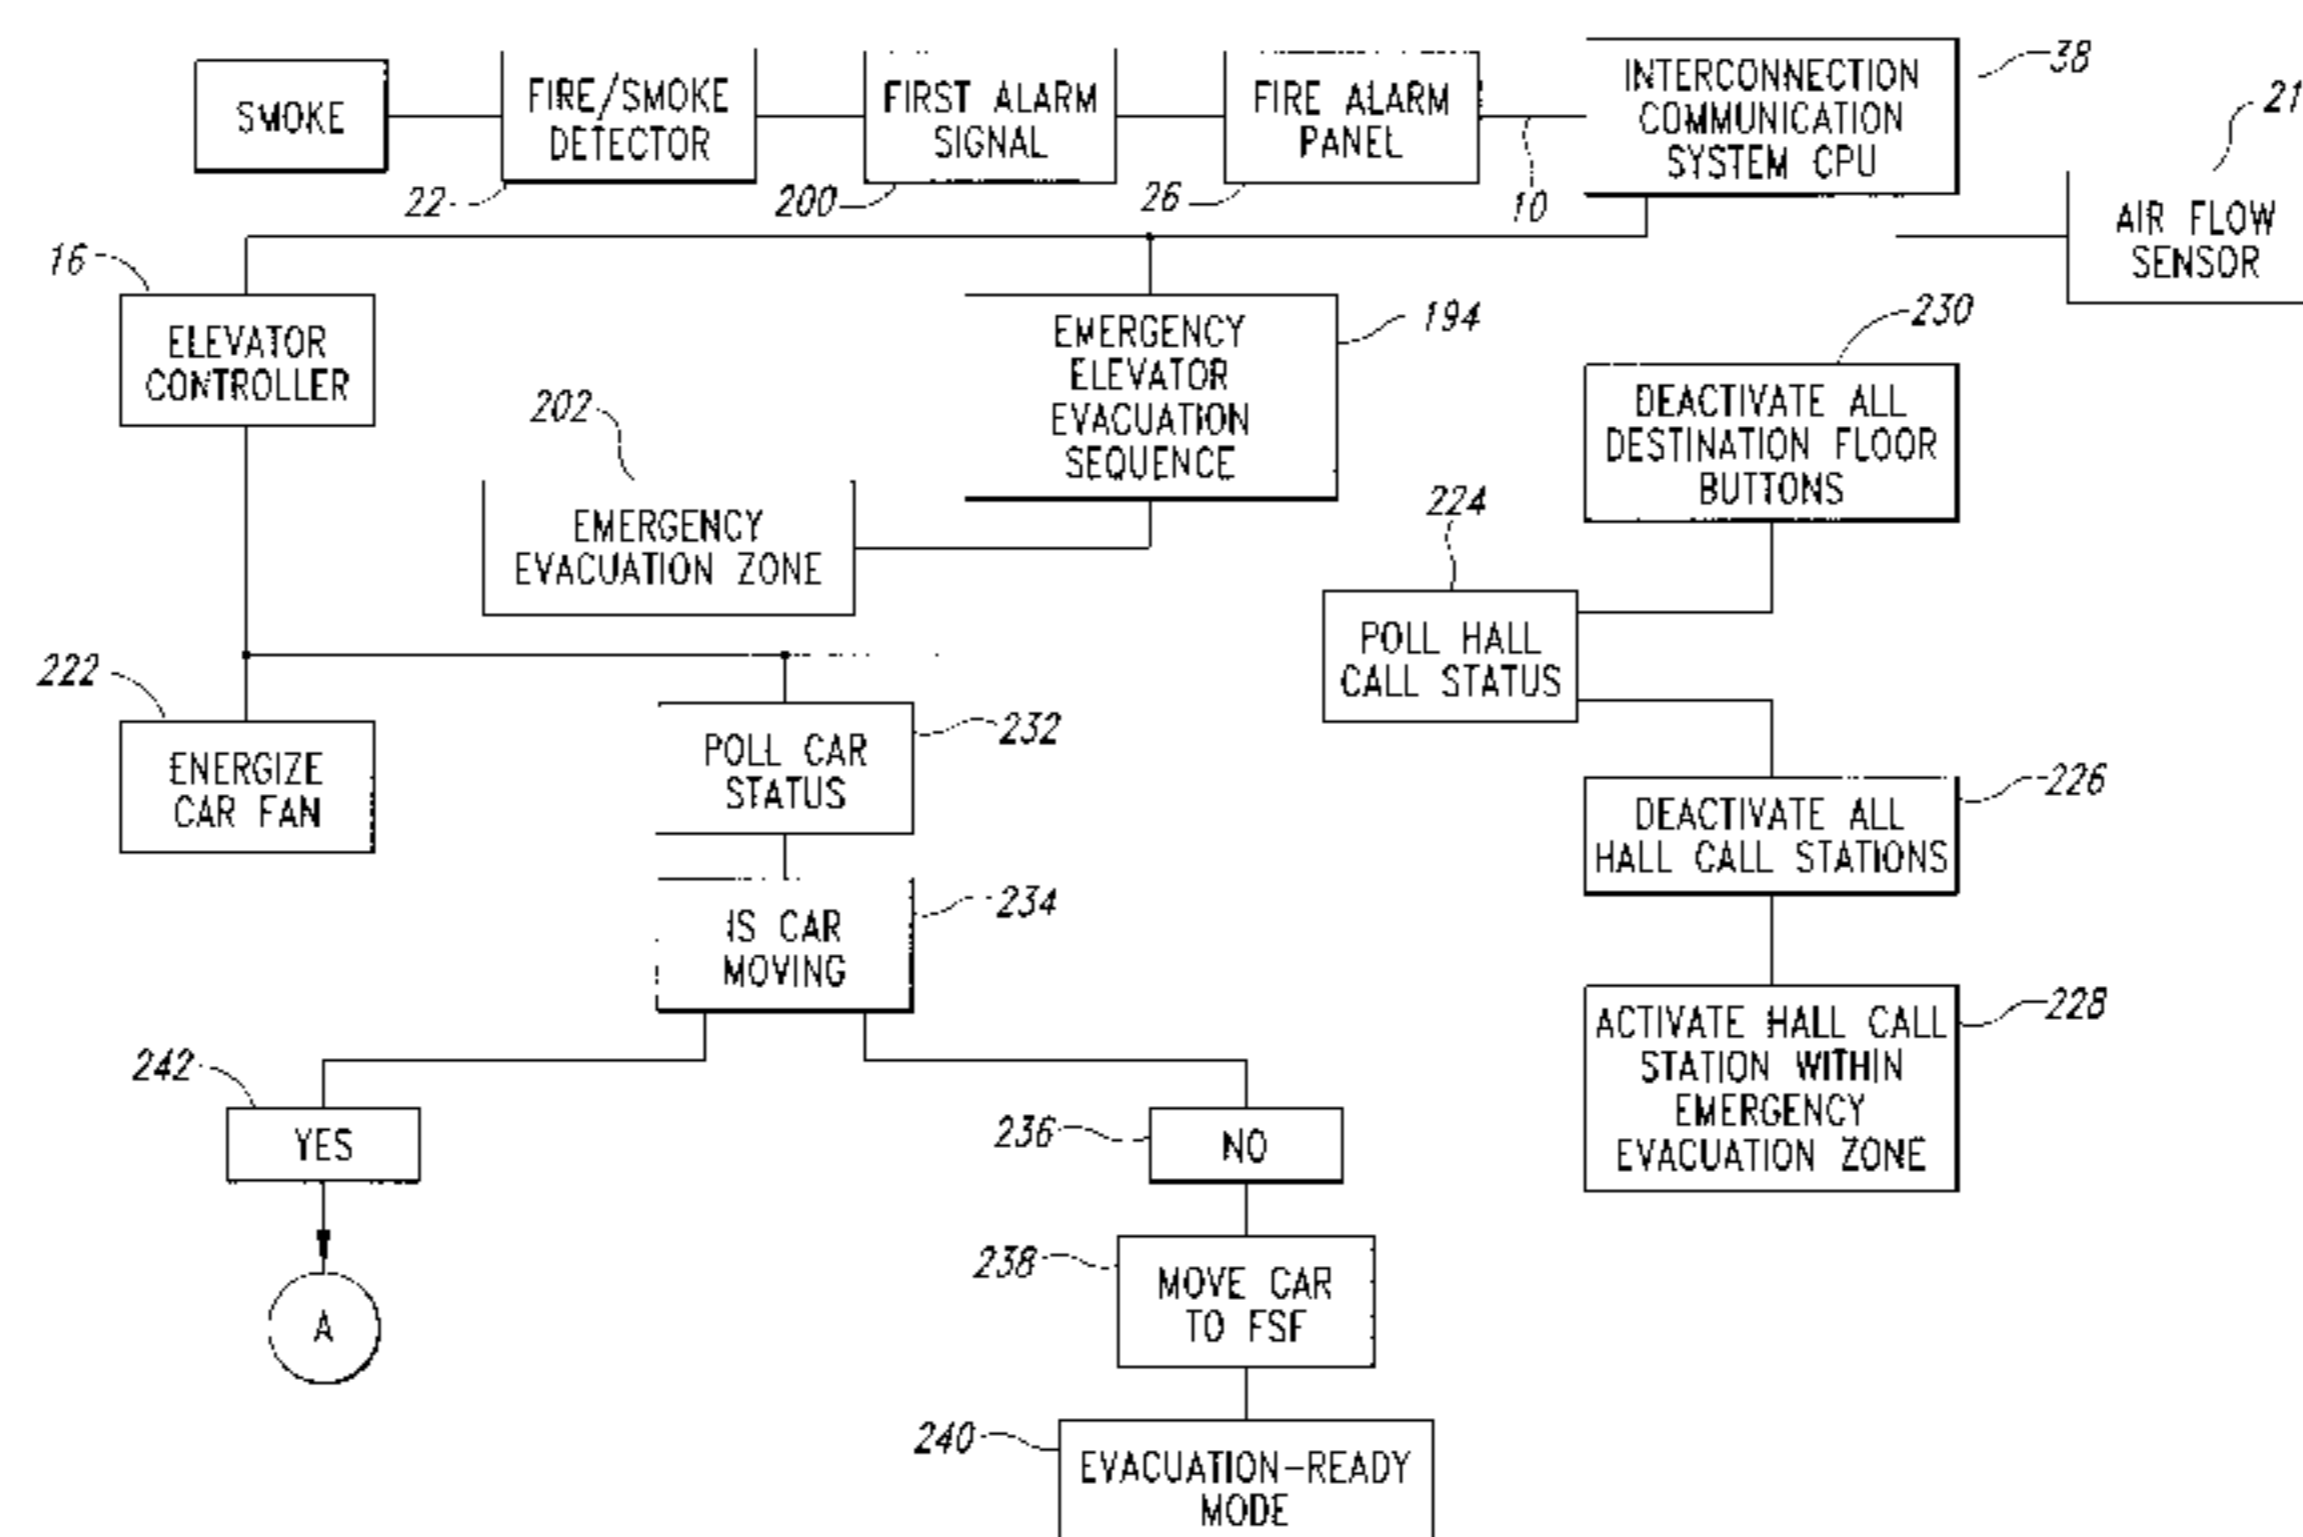 SMOKE
FIRE/SMOKE
DETECTOR
22
FIRST ALARM
SIGNAL
200
FIRE ALARM
PANEL
26
10
INTERCONNECTION
COMMUNICATION
SYSTEM CPU
38
21
AIR FLOW
SENSOR
16
ELEVATOR
CONTROLLER
EMERGENCY
ELEVATOR
EVACUATION
SEQUENCE
194
202
EMERGENCY
EVACUATION ZONE
230
DEACTIVATE ALL
DESTINATION FLOOR
BUTTONS
224
POLL HALL
CALL STATUS
222
ENERGIZE
CAR FAN
POLL CAR
STATUS
232
DEACTIVATE ALL
HALL CALL STATIONS
226
IS CAR
MOVING
234
ACTIVATE HALL CALL
STATION WITHIN
EMERGENCY
EVACUATION ZONE
228
242
YES
A
236
NO
238
MOVE CAR
TO FSF
240
EVACUATION-READY
MODE